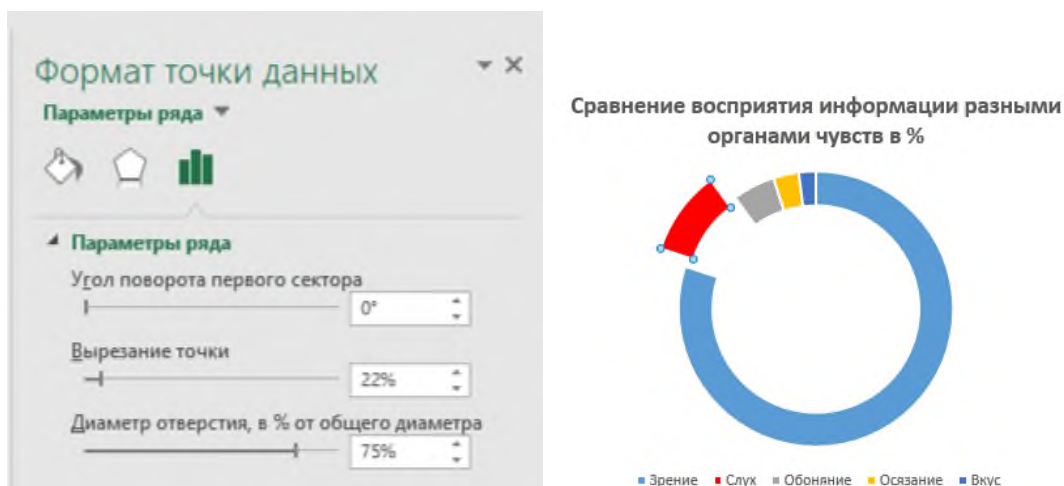 Формат точки данных
Параметры ряда
Параметры ряда
Угол поворота первого сектора
0°
Вырезание точки
22%
Диаметр отверстия, в % от общего диаметра
75%
Сравнение восприятия информации разными
органами чувств в %
Зрение Слух Обоняние Осязание Вкус